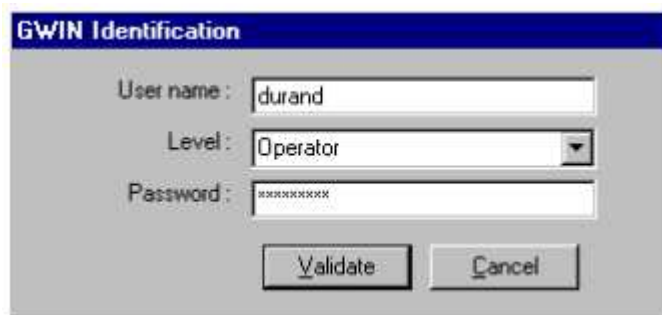 GWIN Identification
User name : durand
Level : Operator
Password : *********
Validate Cancel